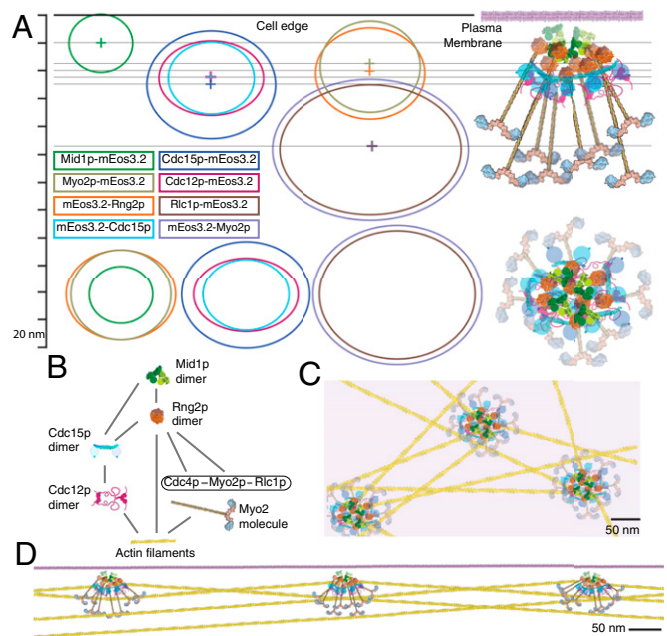 A
Cell edge
Plasma
Membrane
Mid1p-mEos3.2
Cdc15p-mEos3.2
Myo2p-mEos3.2
Cdc12p-mEos3.2
mEos3.2-Rng2p
Rlc1p-mEos3.2
mEos3.2-Cdc15p
mEos3.2-Myo2p
20 nm
B
Mid1p
dimer
Rng2p
dimer
Cdc15p
dimer
Cdc12p
dimer
Cdc4p–Myo2p–Rlc1p
Myo2
molecule
Actin filaments
C
50 nm
D
50 nm